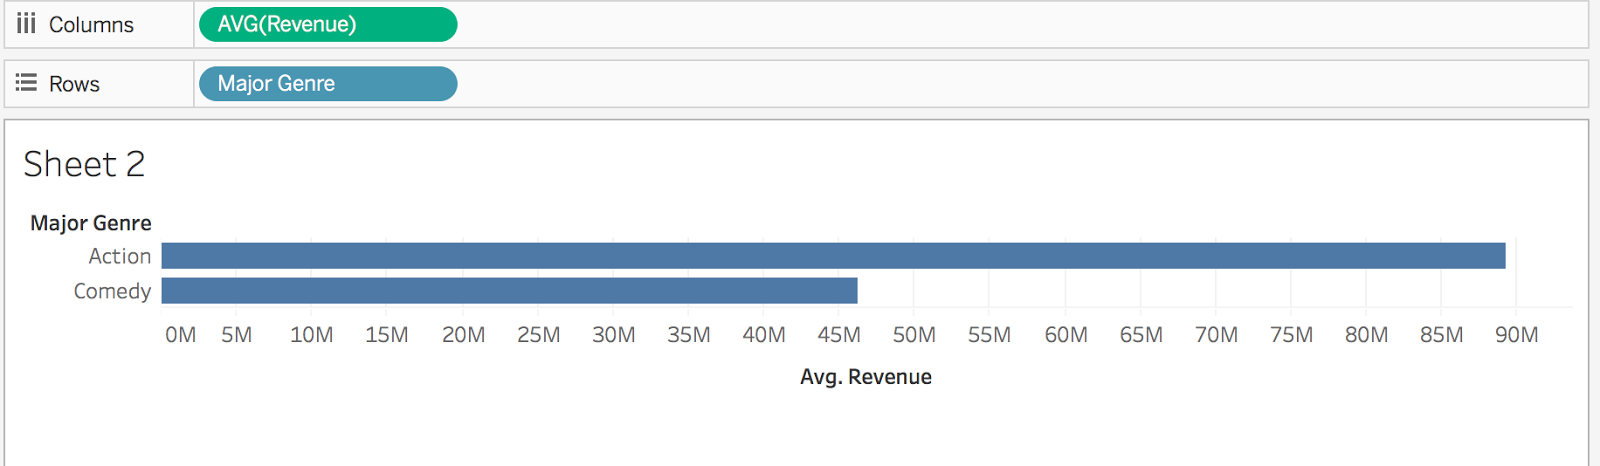 Columns AVG(Revenue)
Rows Major Genre
Sheet 2
Major Genre
Action
Comedy
0M 5M 10M 15M 20M 25M 30M 35M 40M 45M 50M 55M 60M 65M 70M 75M 80M 85M 90M
Avg. Revenue